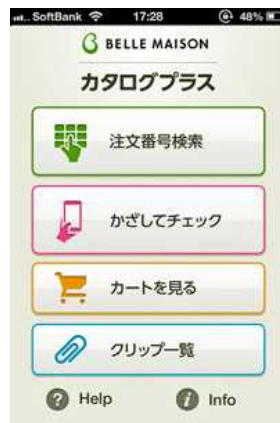 SoftBank 17:28 48%
BELLE MAISON
カタログプラス
注文番号検索
かざしてチェック
カートを見る
クリップ一覧
? Help i Info